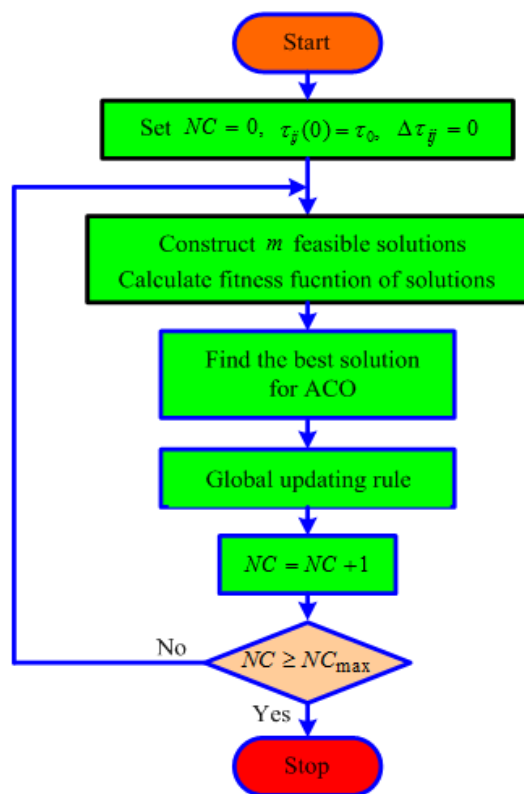 Start
Set NC = 0, τij(0) = τ0, Δτij = 0
Construct m feasible solutions
Calculate fitness fucntion of solutions
Find the best solution
for ACO
Global updating rule
NC = NC +1
No
NC ≥ NCmax
Yes
Stop